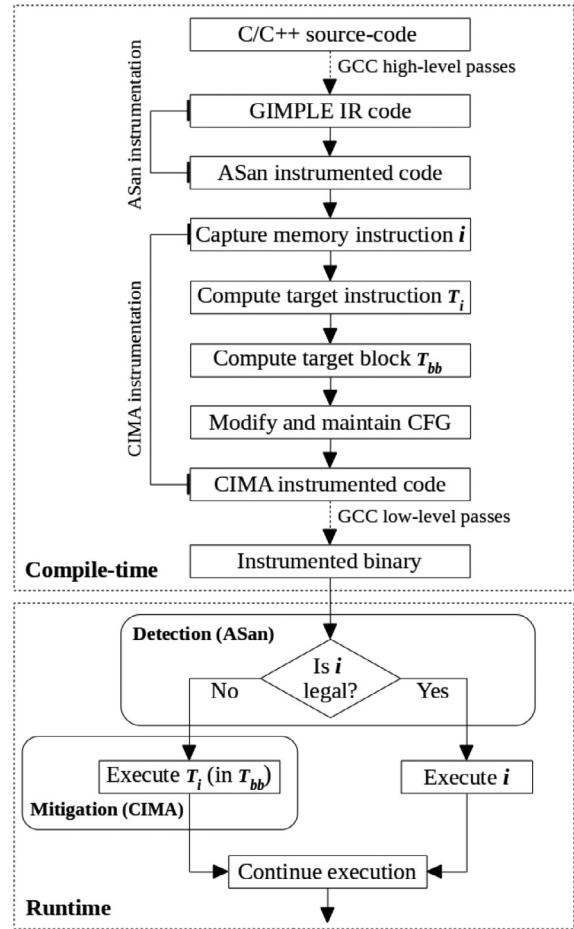 C/C++ source-code
GCC high-level passes
ASan instrumentation
GIMPLE IR code
ASan instrumented code
CIMA instrumentation
Capture memory instruction i
Compute target instruction Ti
Compute target block Tbb
Modify and maintain CFG
CIMA instrumented code
GCC low-level passes
Instrumented binary
Compile-time
Detection (ASan)
Is i
legal?
No
Yes
Execute Ti (in Tbb)
Execute i
Mitigation (CIMA)
Continue execution
Runtime